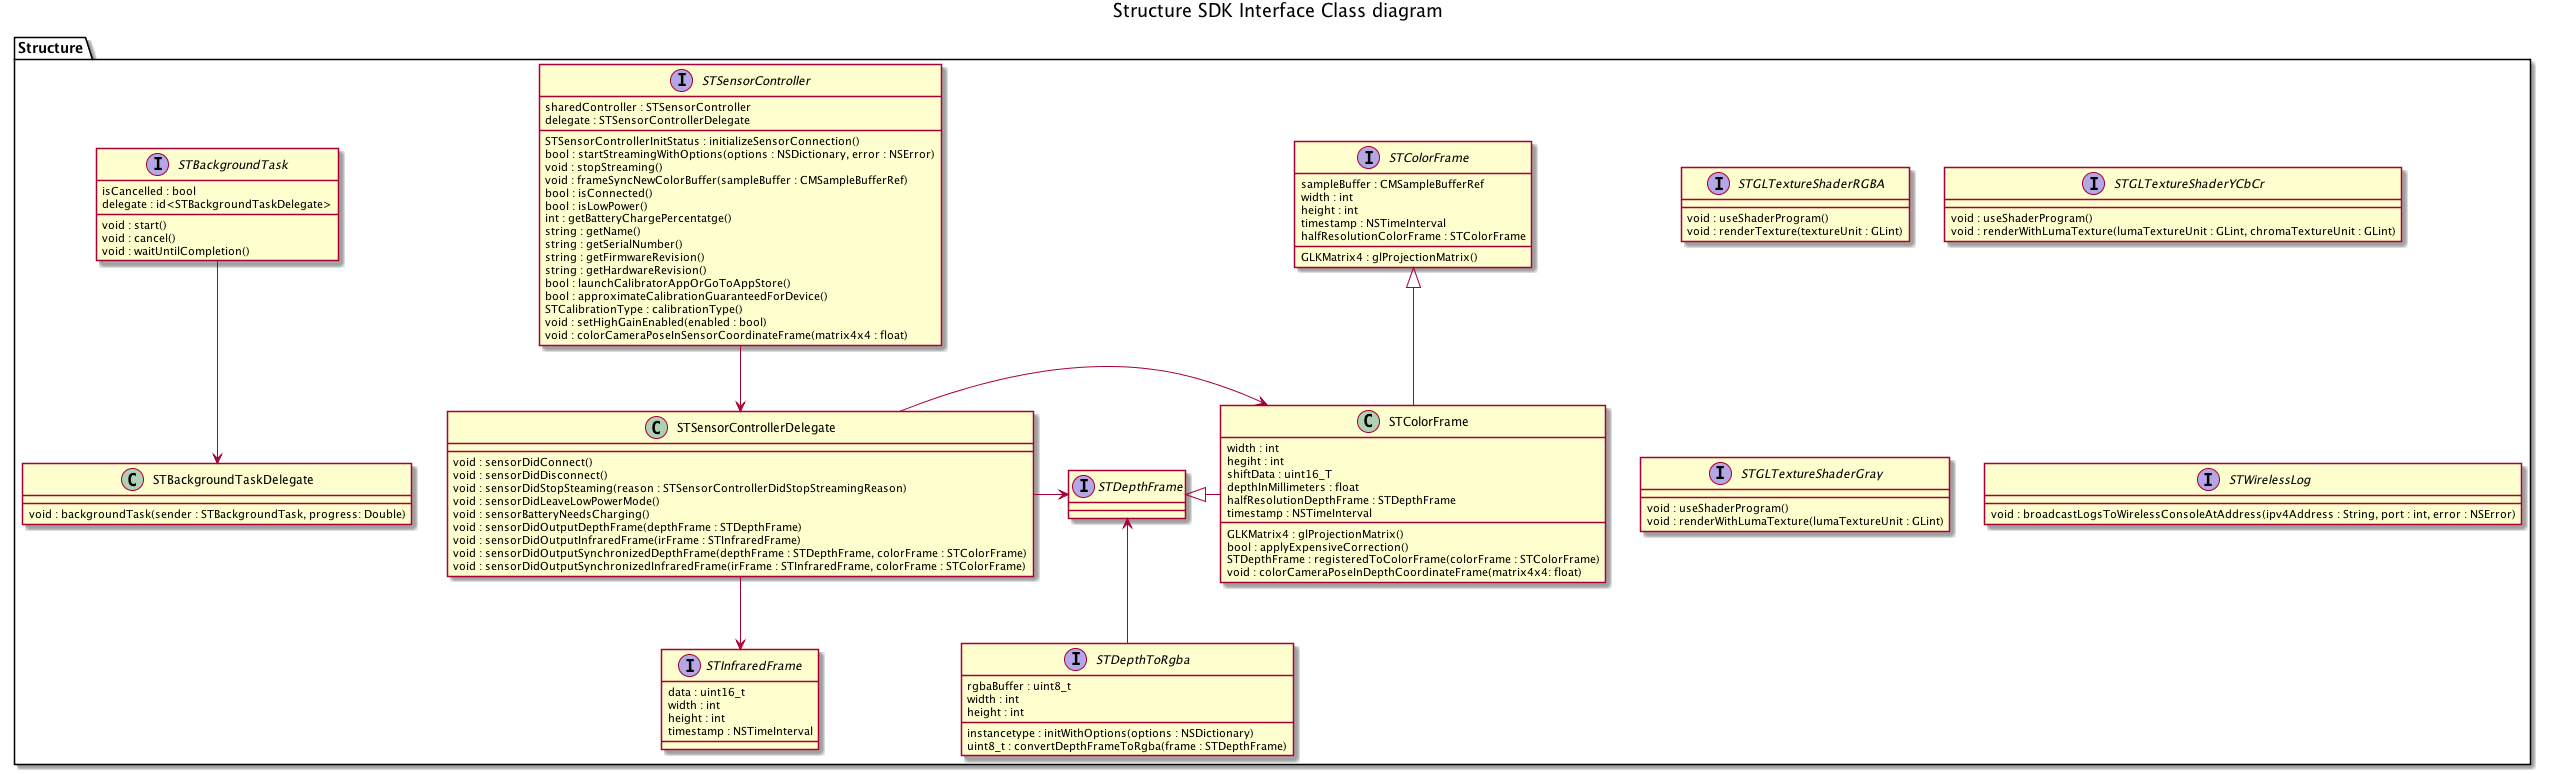 Structure SDK Interface Class diagram
Structure
I STSensorController
sharedController : STSensorController
delegate : STSensorControllerDelegate
STSensorControllerInitStatus : initializeSensorConnection()
bool : startStreamingWithOptions(options : NSDictionary, error : NSError)
void : stopStreaming()
void : frameSyncNewColorBuffer(sampleBuffer : CMSampleBufferRef)
bool : isConnected()
bool : isLowPower()
int : getBatteryChargePercentatge()
string : getName()
string : getSerialNumber()
string : getFirmwareRevision()
string : getHardwareRevision()
bool : launchCalibratorAppOrGoToAppStore()
bool : approximateCalibrationGuaranteedForDevice()
STCalibrationType : calibrationType()
void : setHighGainEnabled(enabled : bool)
void : colorCameraPoseInSensorCoordinateFrame(matrix4x4 : float)
I STBackgroundTask
isCancelled : bool
delegate : id<STBackgroundTaskDelegate>
void : start()
void : cancel()
void : waitUntilCompletion()
I STColorFrame
sampleBuffer : CMSampleBufferRef
width : int
height : int
timestamp : NSTimeInterval
halfResolutionColorFrame : STColorFrame
GLKMatrix4 : glProjectionMatrix()
I STGLTextureShaderRGBA
void : useShaderProgram()
void : renderTexture(textureUnit : GLint)
I STGLTextureShaderYCbCr
void : useShaderProgram()
void : renderWithLumaTexture(lumaTextureUnit : GLint, chromaTextureUnit : GLint)
C STBackgroundTaskDelegate
void : backgroundTask(sender : STBackgroundTask, progress: Double)
C STSensorControllerDelegate
void : sensorDidConnect()
void : sensorDidDisconnect()
void : sensorDidStopSteaming(reason : STSensorControllerDidStopStreamingReason)
void : sensorDidLeaveLowPowerMode()
void : sensorBatteryNeedsCharging()
void : sensorDidOutputDepthFrame(depthFrame : STDepthFrame)
void : sensorDidOutputInfraredFrame(irFrame : STInfraredFrame)
void : sensorDidOutputSynchronizedDepthFrame(depthFrame : STDepthFrame, colorFrame : STColorFrame)
void : sensorDidOutputSynchronizedInfraredFrame(irFrame : STInfraredFrame, colorFrame : STColorFrame)
I STDepthFrame
C STColorFrame
width : int
hegiht : int
shiftData : uint16_T
depthInMillimeters : float
halfResolutionDepthFrame : STDepthFrame
timestamp : NSTimeInterval
GLKMatrix4 : glProjectionMatrix()
bool : applyExpensiveCorrection()
STDepthFrame : registeredToColorFrame(colorFrame : STColorFrame)
void : colorCameraPoseInDepthCoordinateFrame(matrix4x4: float)
I STGLTextureShaderGray
void : useShaderProgram()
void : renderWithLumaTexture(lumaTextureUnit : GLint)
I STWirelessLog
void : broadcastLogsToWirelessConsoleAtAddress(ipv4Address : String, port : int, error : NSError)
I STInfraredFrame
data : uint16_t
width : int
height : int
timestamp : NSTimeInterval
I STDepthToRgba
rgbaBuffer : uint8_t
width : int
height : int
instancetype : initWithOptions(options : NSDictionary)
uint8_t : convertDepthFrameToRgba(frame : STDepthFrame)